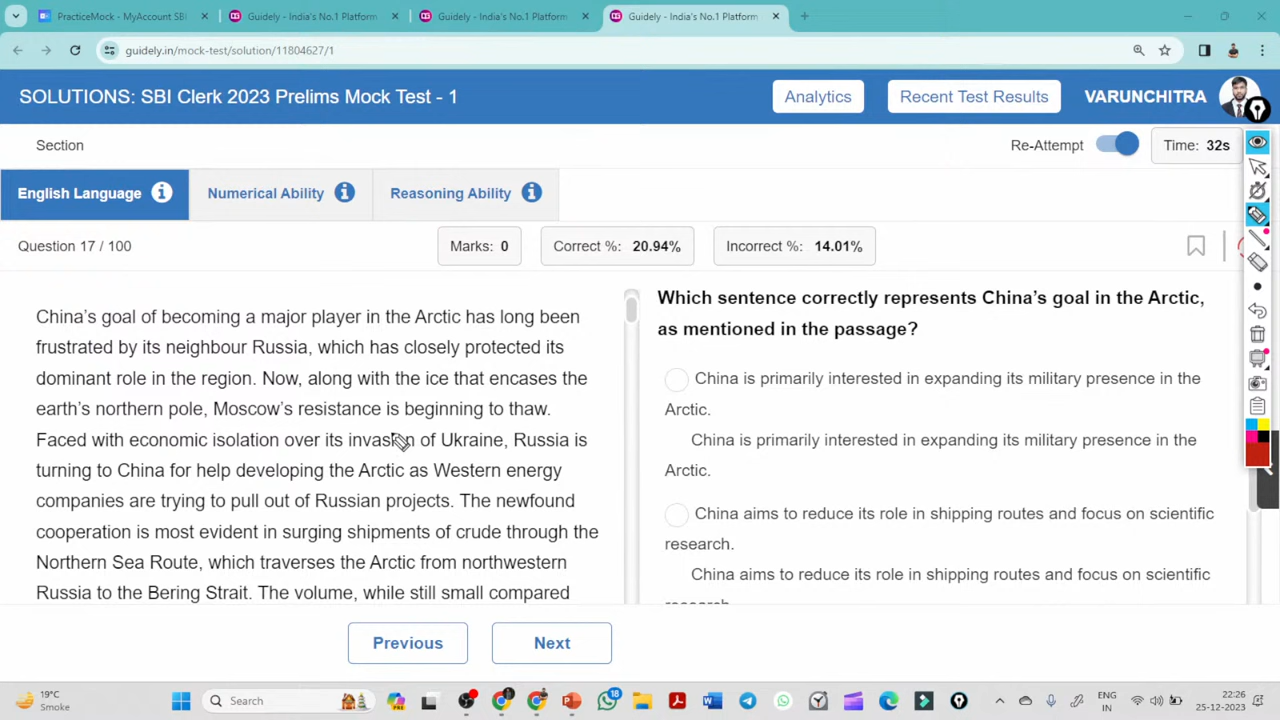 PracticeMock - MyAccount SBI
Guidely - India's No.1 Platform
Guidely - India's No.1 Platform
Guidely - India's No.1 Platform
guidely.in/mock-test/solution/11804627/1
SOLUTIONS: SBI Clerk 2023 Prelims Mock Test - 1
Analytics
Recent Test Results
VARUNCHITRA
Section
Re-Attempt
Time: 32s
English Language
Numerical Ability
Reasoning Ability
Question 17 / 100
Marks: 0
Correct %: 20.94%
Incorrect %: 14.01%
China's goal of becoming a major player in the Arctic has long been
frustrated by its neighbour Russia, which has closely protected its
dominant role in the region. Now, along with the ice that encases the
earth's northern pole, Moscow's resistance is beginning to thaw.
Faced with economic isolation over its invasion of Ukraine, Russia is
turning to China for help developing the Arctic as Western energy
companies are trying to pull out of Russian projects. The newfound
cooperation is most evident in surging shipments of crude through the
Northern Sea Route, which traverses the Arctic from northwestern
Russia to the Bering Strait. The volume, while still small compared
Which sentence correctly represents China's goal in the Arctic,
as mentioned in the passage?
China is primarily interested in expanding its military presence in the
Arctic.
China is primarily interested in expanding its military presence in the
Arctic.
China aims to reduce its role in shipping routes and focus on scientific
research.
China aims to reduce its role in shipping routes and focus on scientific
research.
Previous
Next
19°C
Smoke
Search
18
ENG
IN
22:26
25-12-2023